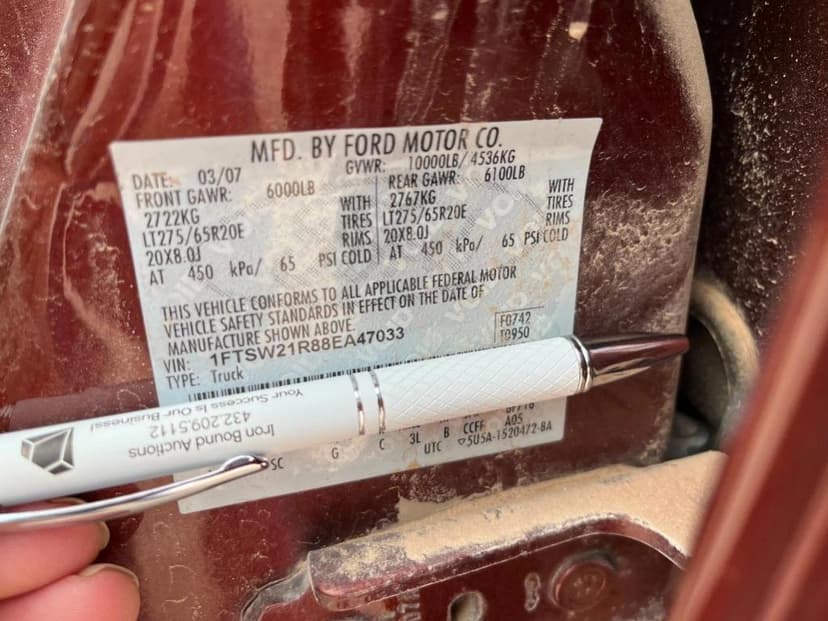 MFD. BY FORD MOTOR CO.
DATE: 03/07 GVWR: 10000LB/ 4536KG
FRONT GAWR: 6000LB REAR GAWR: 6100LB
2722KG WITH 2767KG WITH
LT275/65R20E TIRES LT275/65R20E TIRES
20X8.0J RIMS 20X8.0J RIMS
AT 450 kPa/ 65 PSI COLD AT 450 kPa/ 65 PSI COLD
THIS VEHICLE CONFORMS TO ALL APPLICABLE FEDERAL MOTOR
VEHICLE SAFETY STANDARDS IN EFFECT ON THE DATE OF
MANUFACTURE SHOWN ABOVE. F0742
VIN: 1FTSW21R88EA47033 T0950
TYPE: Truck
Your Success Is Our Business!
432.209.5112
Iron Bound Auctions
SC G C 3L B CCFF A05
UTC ▽5U5A-1520472-BA